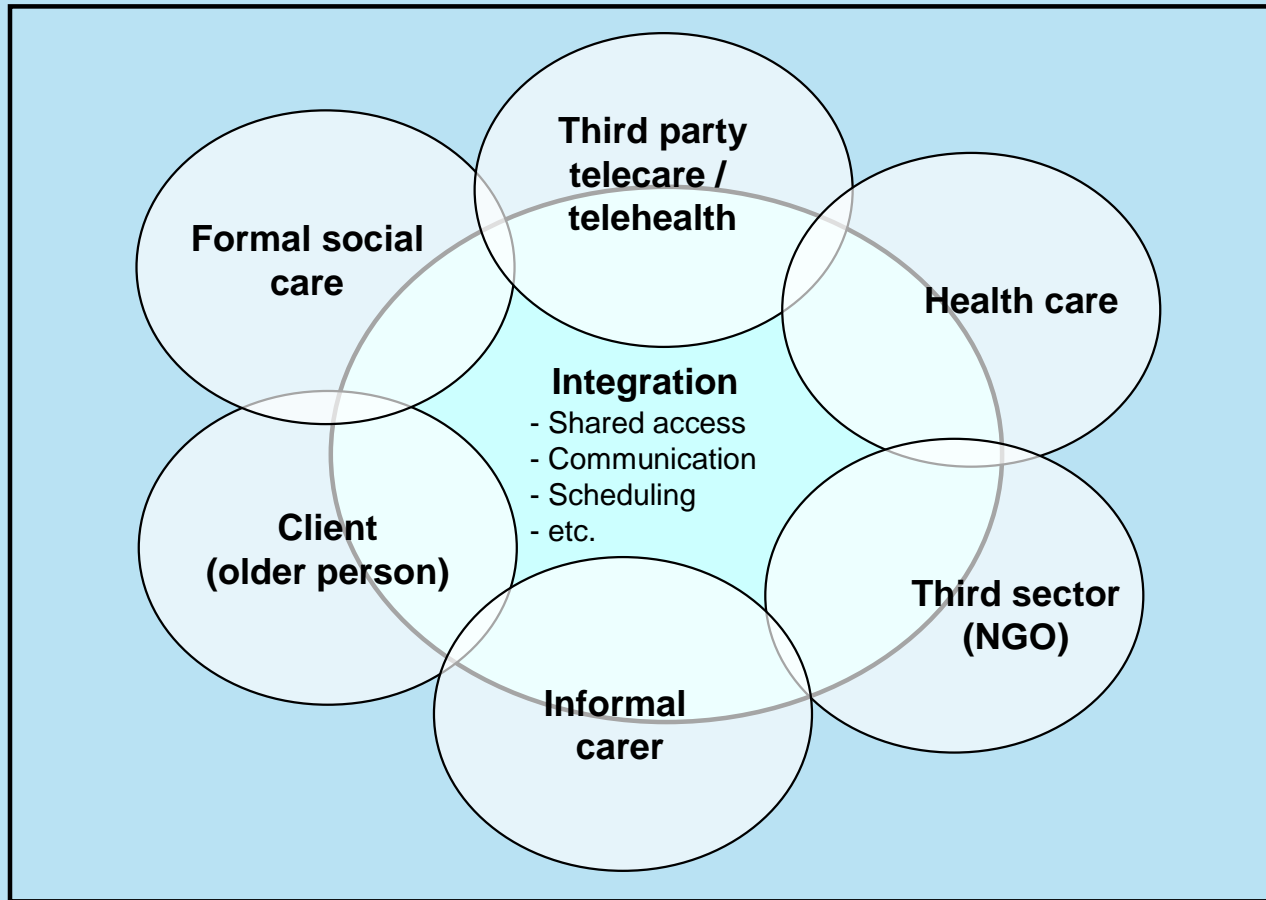 Third party
telecare /
telehealth
Formal social
care
Health care
Integration
- Shared access
- Communication
- Scheduling
- etc.
Client
(older person)
Third sector
(NGO)
Informal
carer